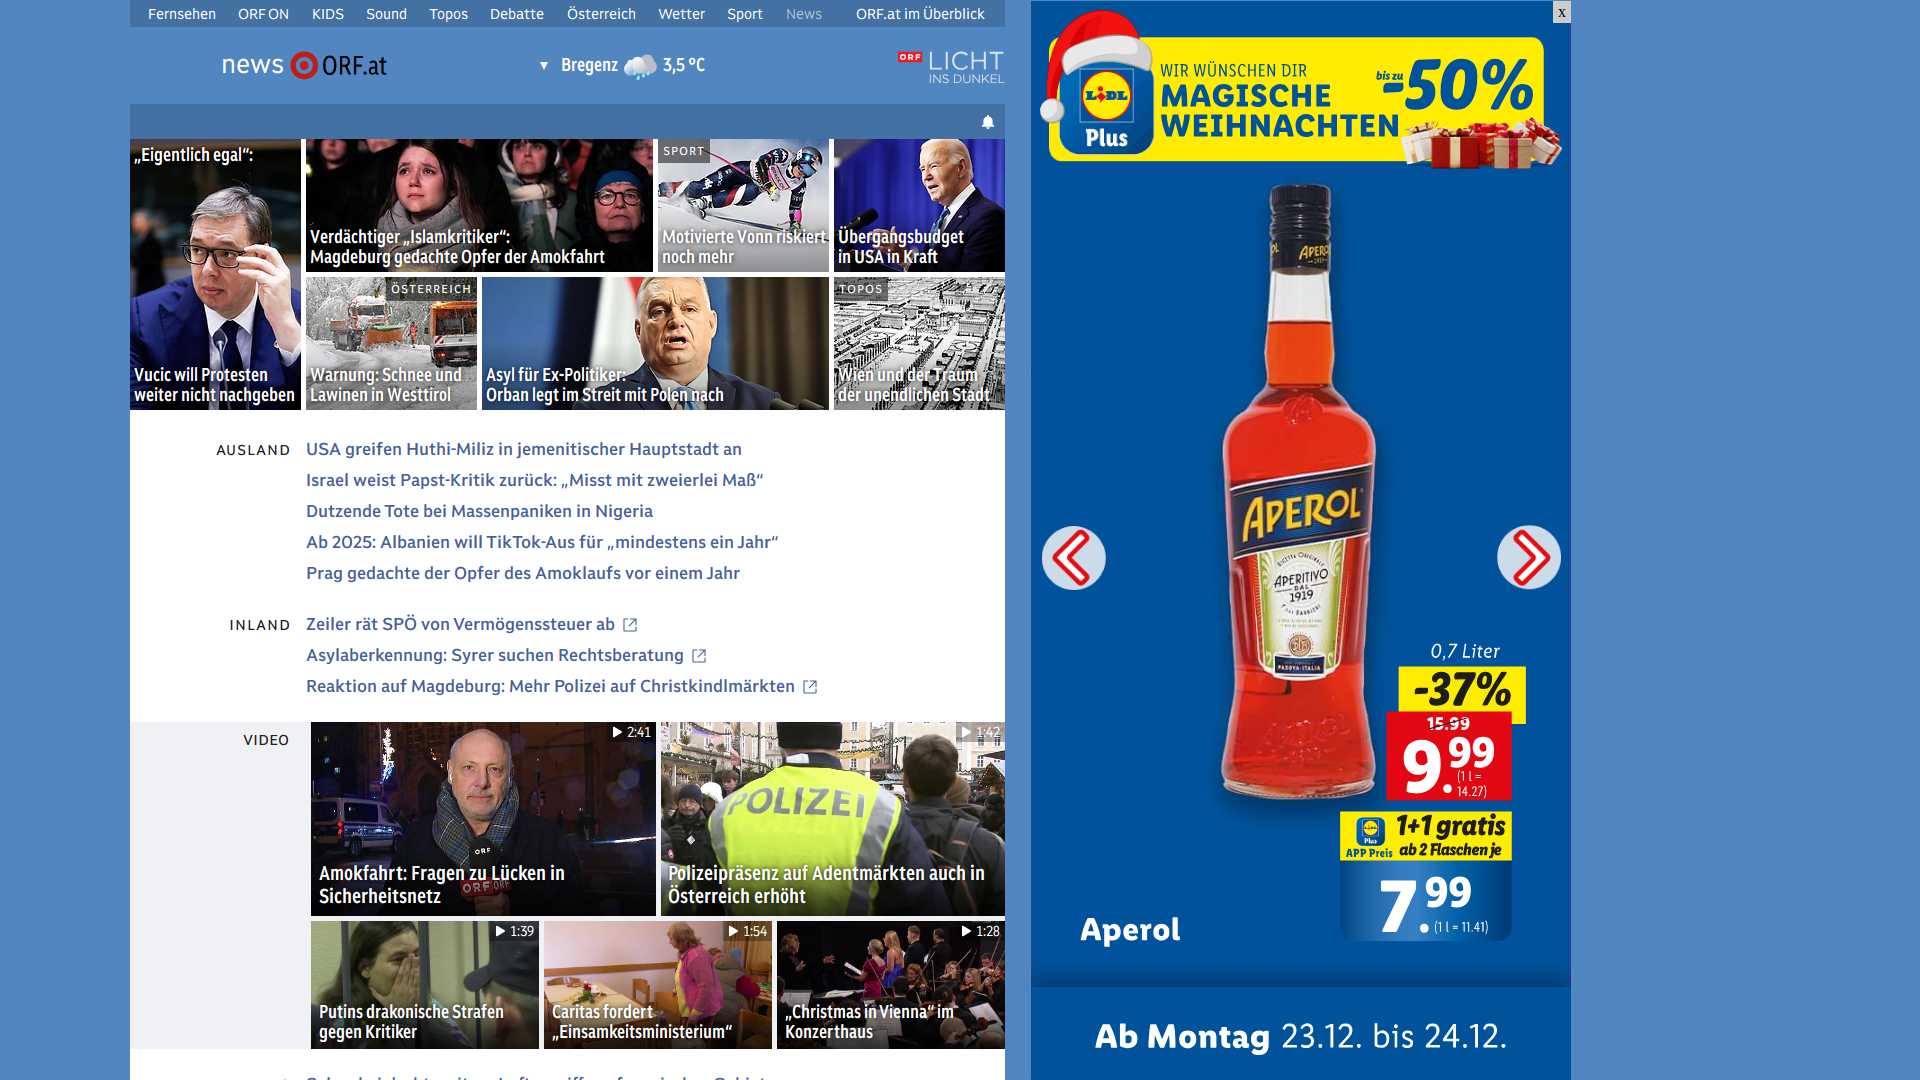 Fernsehen ORF ON KIDS Sound Topos Debatte Österreich Wetter Sport News ORF.at im Überblick
news ORF.at
▼ Bregenz 3,5 °C
ORF LICHT
INS DUNKEL
„Eigentlich egal“:
Vucic will Protesten
weiter nicht nachgeben
Verdächtiger „Islamkritiker“:
Magdeburg gedachte Opfer der Amokfahrt
SPORT
Motivierte Vonn riskiert
noch mehr
Übergangsbudget
in USA in Kraft
ÖSTERREICH
Warnung: Schnee und
Lawinen in Westtirol
Asyl für Ex-Politiker:
Orban legt im Streit mit Polen nach
TOPOS
Wien und der Traum
der unendlichen Stadt
AUSLAND
USA greifen Huthi-Miliz in jemenitischer Hauptstadt an
Israel weist Papst-Kritik zurück: „Misst mit zweierlei Maß“
Dutzende Tote bei Massenpaniken in Nigeria
Ab 2025: Albanien will TikTok-Aus für „mindestens ein Jahr“
Prag gedachte der Opfer des Amoklaufs vor einem Jahr
INLAND
Zeiler rät SPÖ von Vermögenssteuer ab
Asylaberkennung: Syrer suchen Rechtsberatung
Reaktion auf Magdeburg: Mehr Polizei auf Christkindlmärkten
VIDEO
2:41
ORF
ORF ORF
Amokfahrt: Fragen zu Lücken in
Sicherheitsnetz
1:42
POLIZEI
Polizeipräsenz auf Adentmärkten auch in
Österreich erhöht
1:39
Putins drakonische Strafen
gegen Kritiker
1:54
Caritas fordert
„Einsamkeitsministerium“
1:28
„Christmas in Vienna“ im
Konzerthaus
x
LIDL
Plus
WIR WÜNSCHEN DIR
MAGISCHE
WEIHNACHTEN
bis zu
-50%
APEROL
APERITIVO
DAL
1919
PADOVA-ITALIA
0,7 Liter
-37%
15.99
9.99
(1 l =
14.27)
LIDL
Plus
APP Preis
1+1 gratis
ab 2 Flaschen je
7.99
(1 l = 11.41)
Aperol
Ab Montag 23.12. bis 24.12.